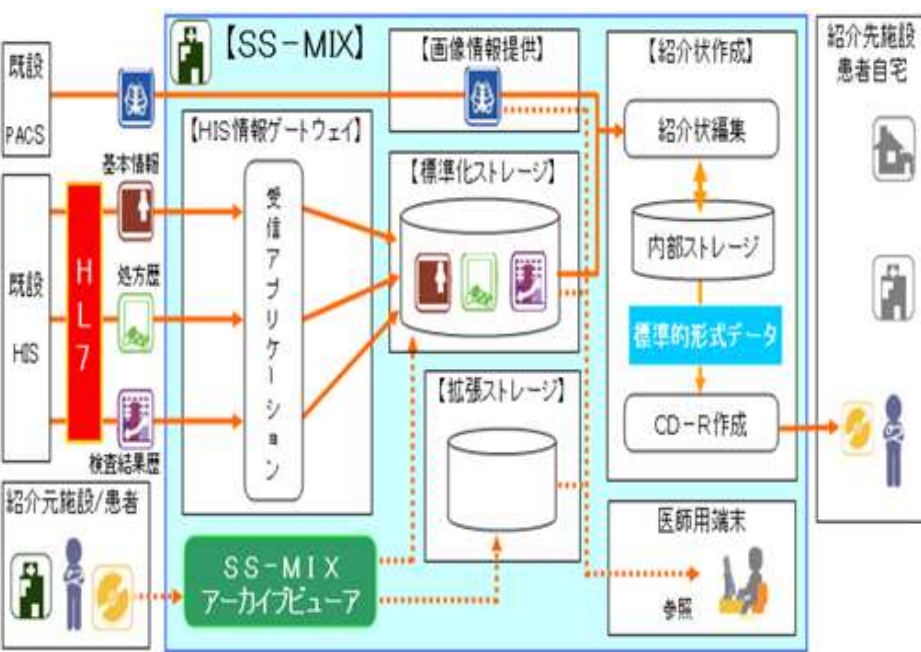 既設
PACS
基本情報
既設
HIS
HL7
処方歴
検査結果歴
紹介元施設/患者
【SS-MIX】
【HIS情報ゲートウェイ】
受信アプリケーション
【画像情報提供】
【標準化ストレージ】
【拡張ストレージ】
SS-MIX
アーカイブビューア
【紹介状作成】
紹介状編集
内部ストレージ
標準的形式データ
CD-R作成
医師用端末
参照
紹介先施設
患者自宅